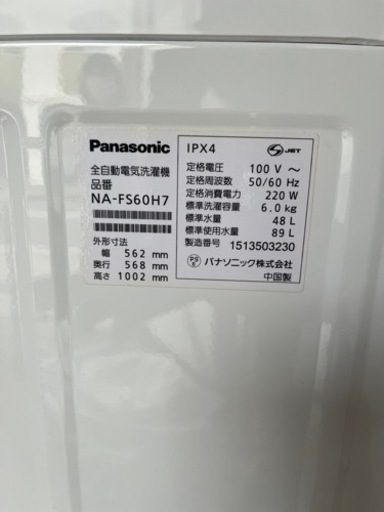 Panasonic
全自動電気洗濯機
品番
NA-FS60H7
外形寸法
幅 562 mm
奥行 568 mm
高さ 1002 mm
IPX4
S JET
定格電圧 100 V ～
定格周波数 50/60 Hz
定格消費電力 220 W
標準洗濯容量 6.0 kg
標準水量 48 L
標準使用水量 89 L
製造番号 1513503230
PS E パナソニック株式会社
中国製